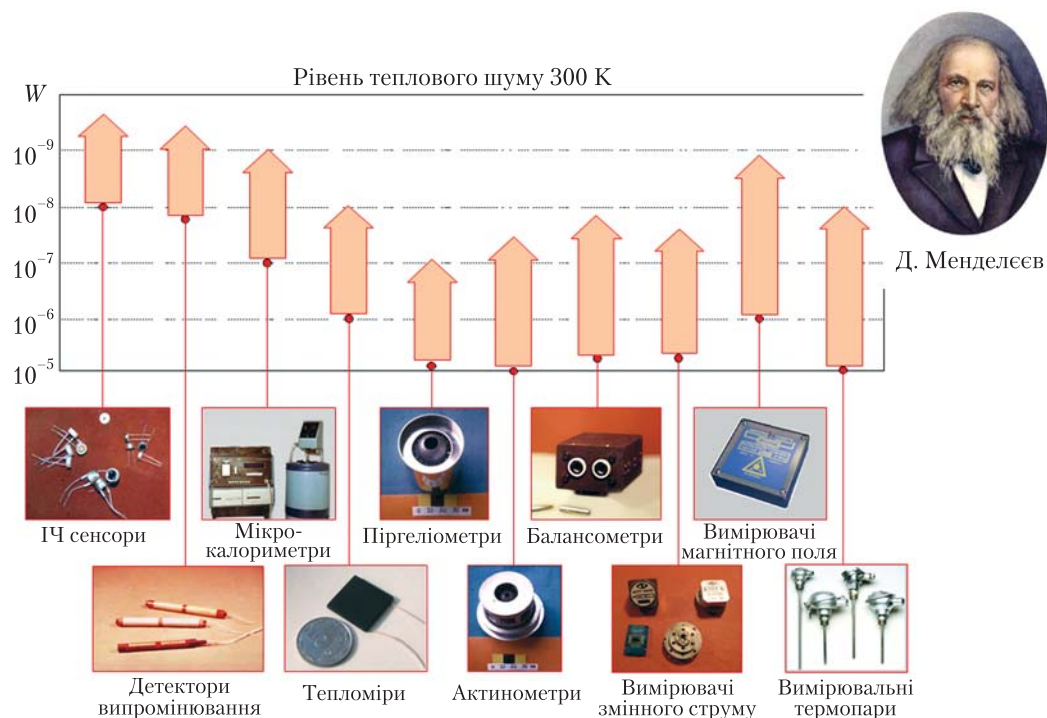 Рівень теплового шуму 300 K
W
10⁻⁹
10⁻⁸
10⁻⁷
10⁻⁶
10⁻⁵
Д. Менделєєв
ІЧ сенсори
Мікро-
калориметри
Піргеліометри
Балансометри
Вимірювачі
магнітного поля
Детектори
випромінювання
Тепломіри
Актинометри
Вимірювачі
змінного струму
Вимірювальні
термопари